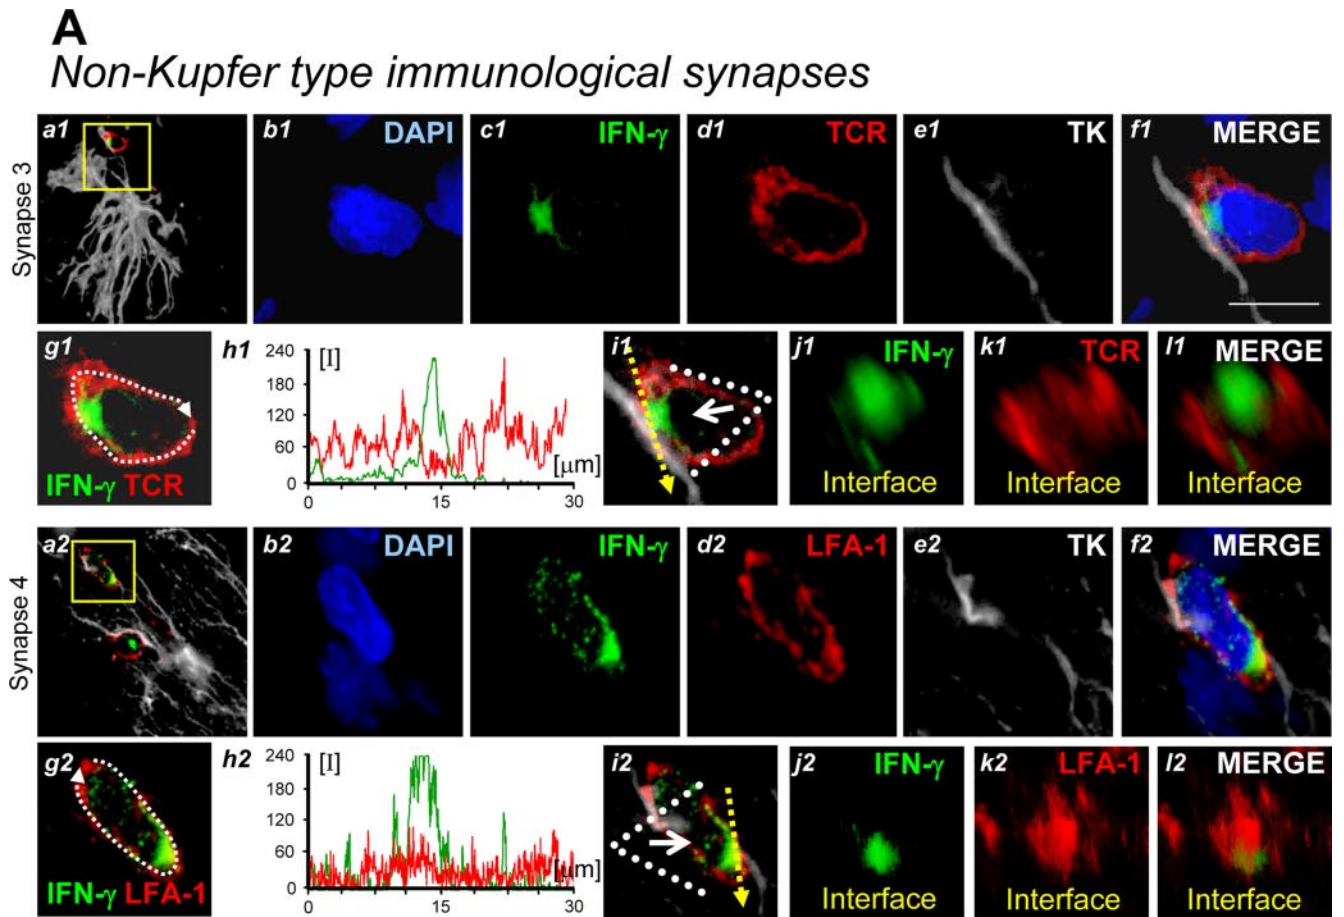 A
Non-Kupfer type immunological synapses
Synapse 3
a1
b1 DAPI
c1 IFN-γ
d1 TCR
e1 TK
f1 MERGE
g1
IFN-γ TCR
h1
[I]
240
180
120
60
0
0 15 30
[μm]
i1
j1 IFN-γ
Interface
k1 TCR
Interface
l1 MERGE
Interface
Synapse 4
a2
b2 DAPI
IFN-γ
d2 LFA-1
e2 TK
f2 MERGE
g2
IFN-γ LFA-1
h2
[I]
240
180
120
60
0
0 15 30
[μm]
i2
j2 IFN-γ
Interface
k2 LFA-1
Interface
l2 MERGE
Interface